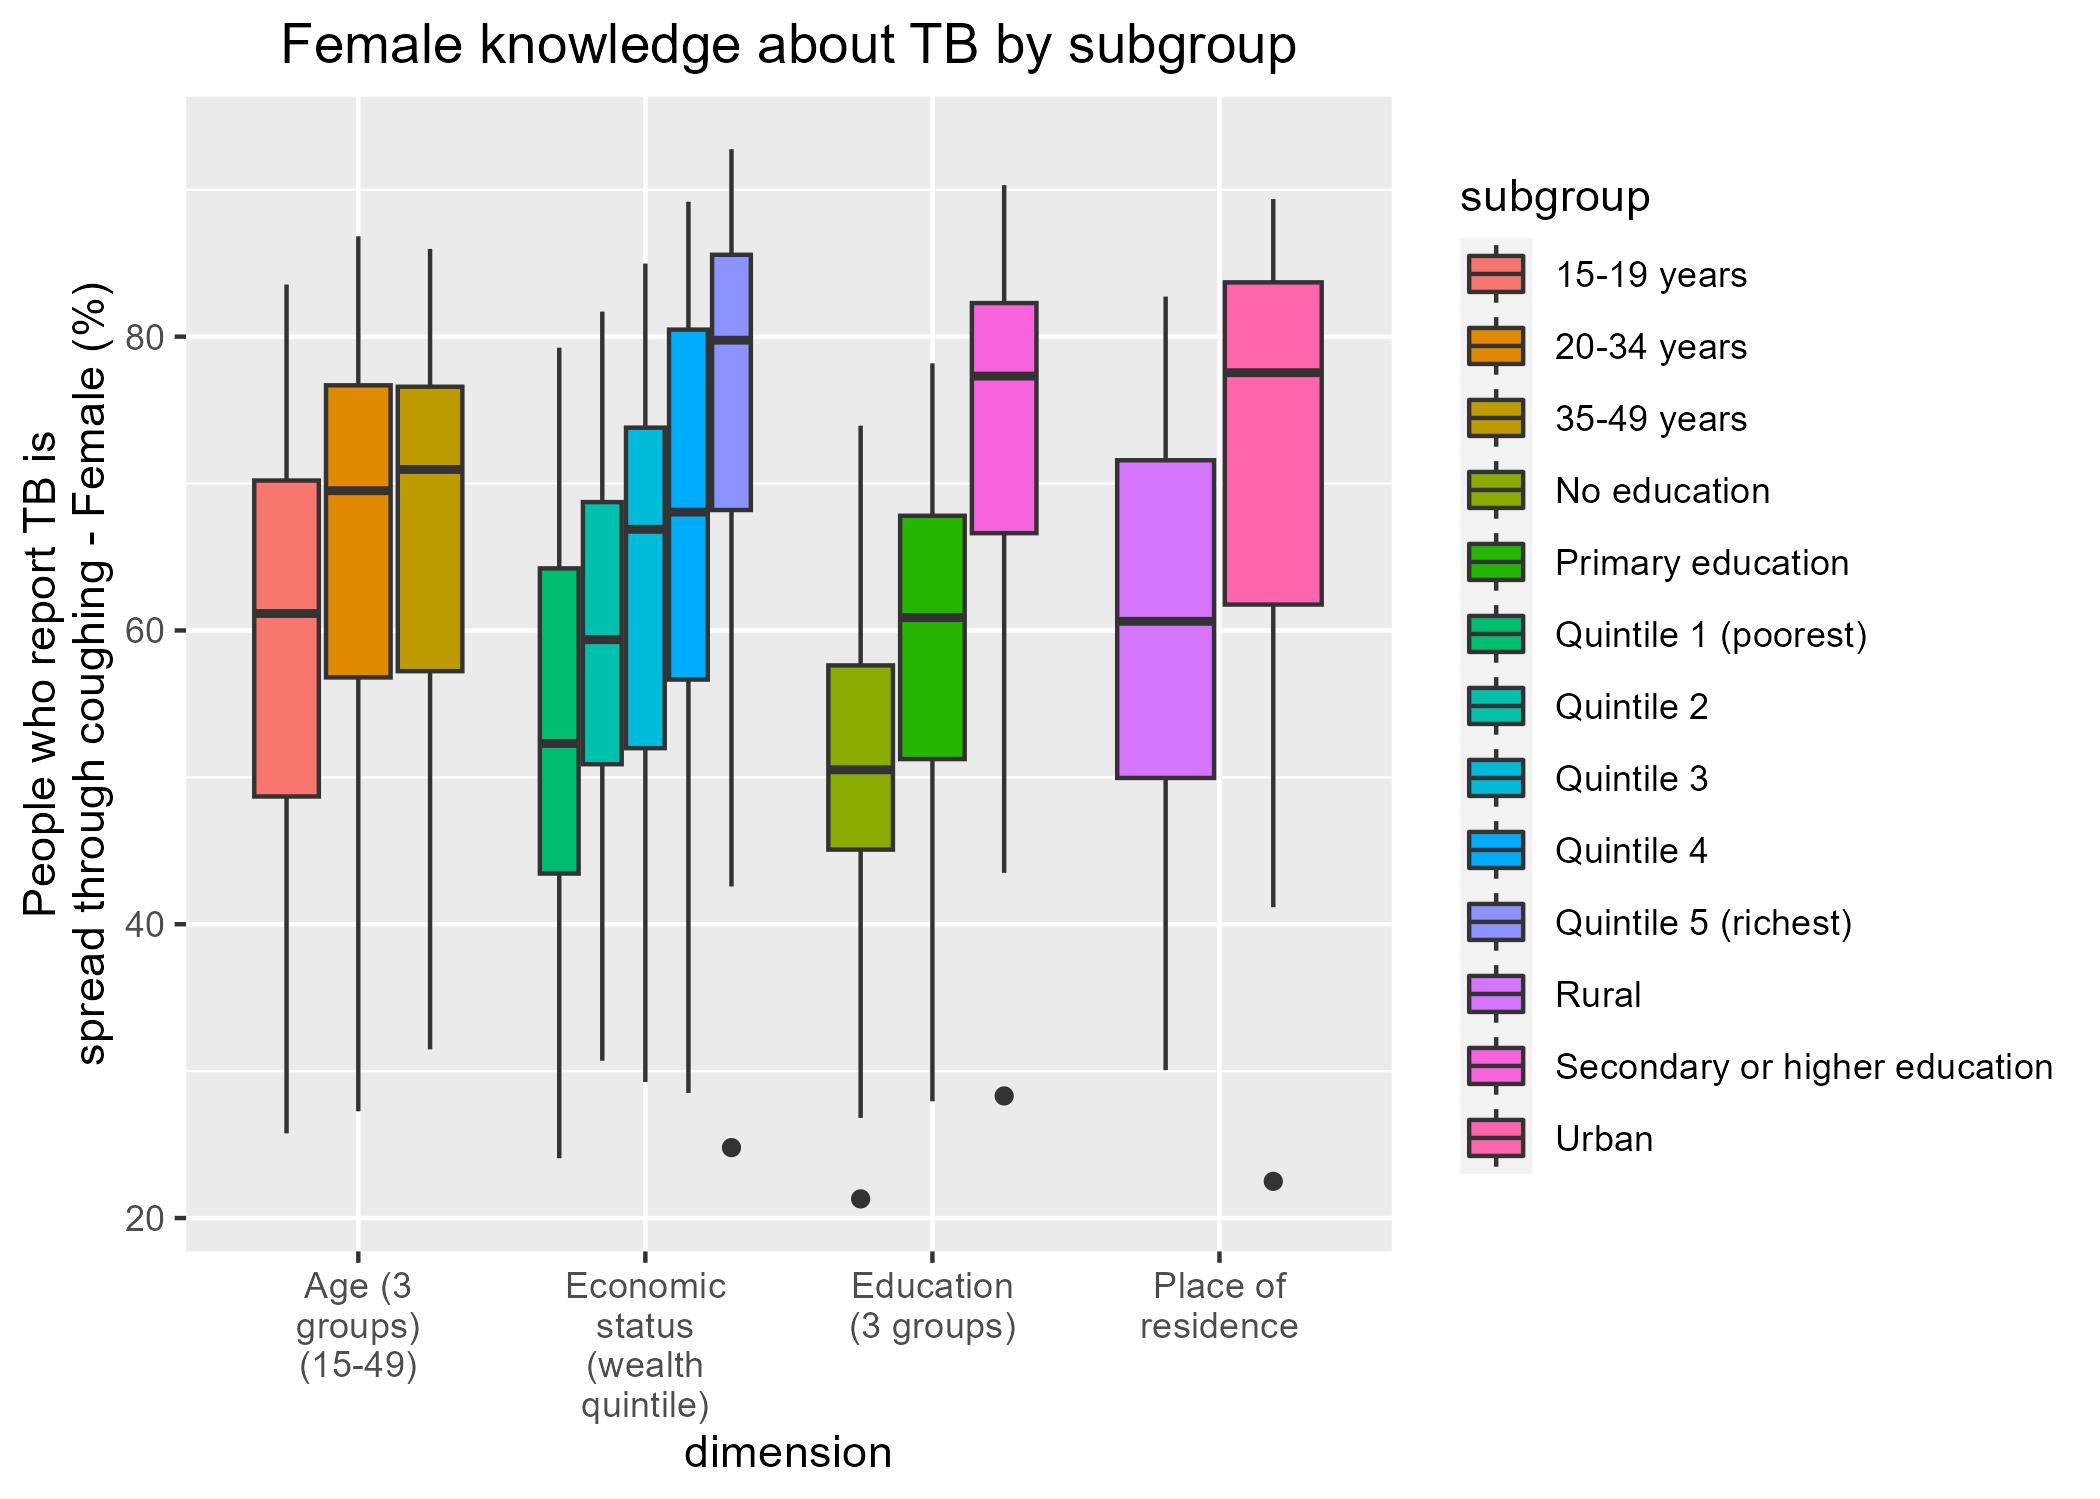 Female knowledge about TB by subgroup
People who report TB is
spread through coughing - Female (%)
80
60
40
20
Age (3
groups)
(15-49)
Economic
status
(wealth
quintile)
Education
(3 groups)
Place of
residence
dimension
subgroup
15-19 years
20-34 years
35-49 years
No education
Primary education
Quintile 1 (poorest)
Quintile 2
Quintile 3
Quintile 4
Quintile 5 (richest)
Rural
Secondary or higher education
Urban